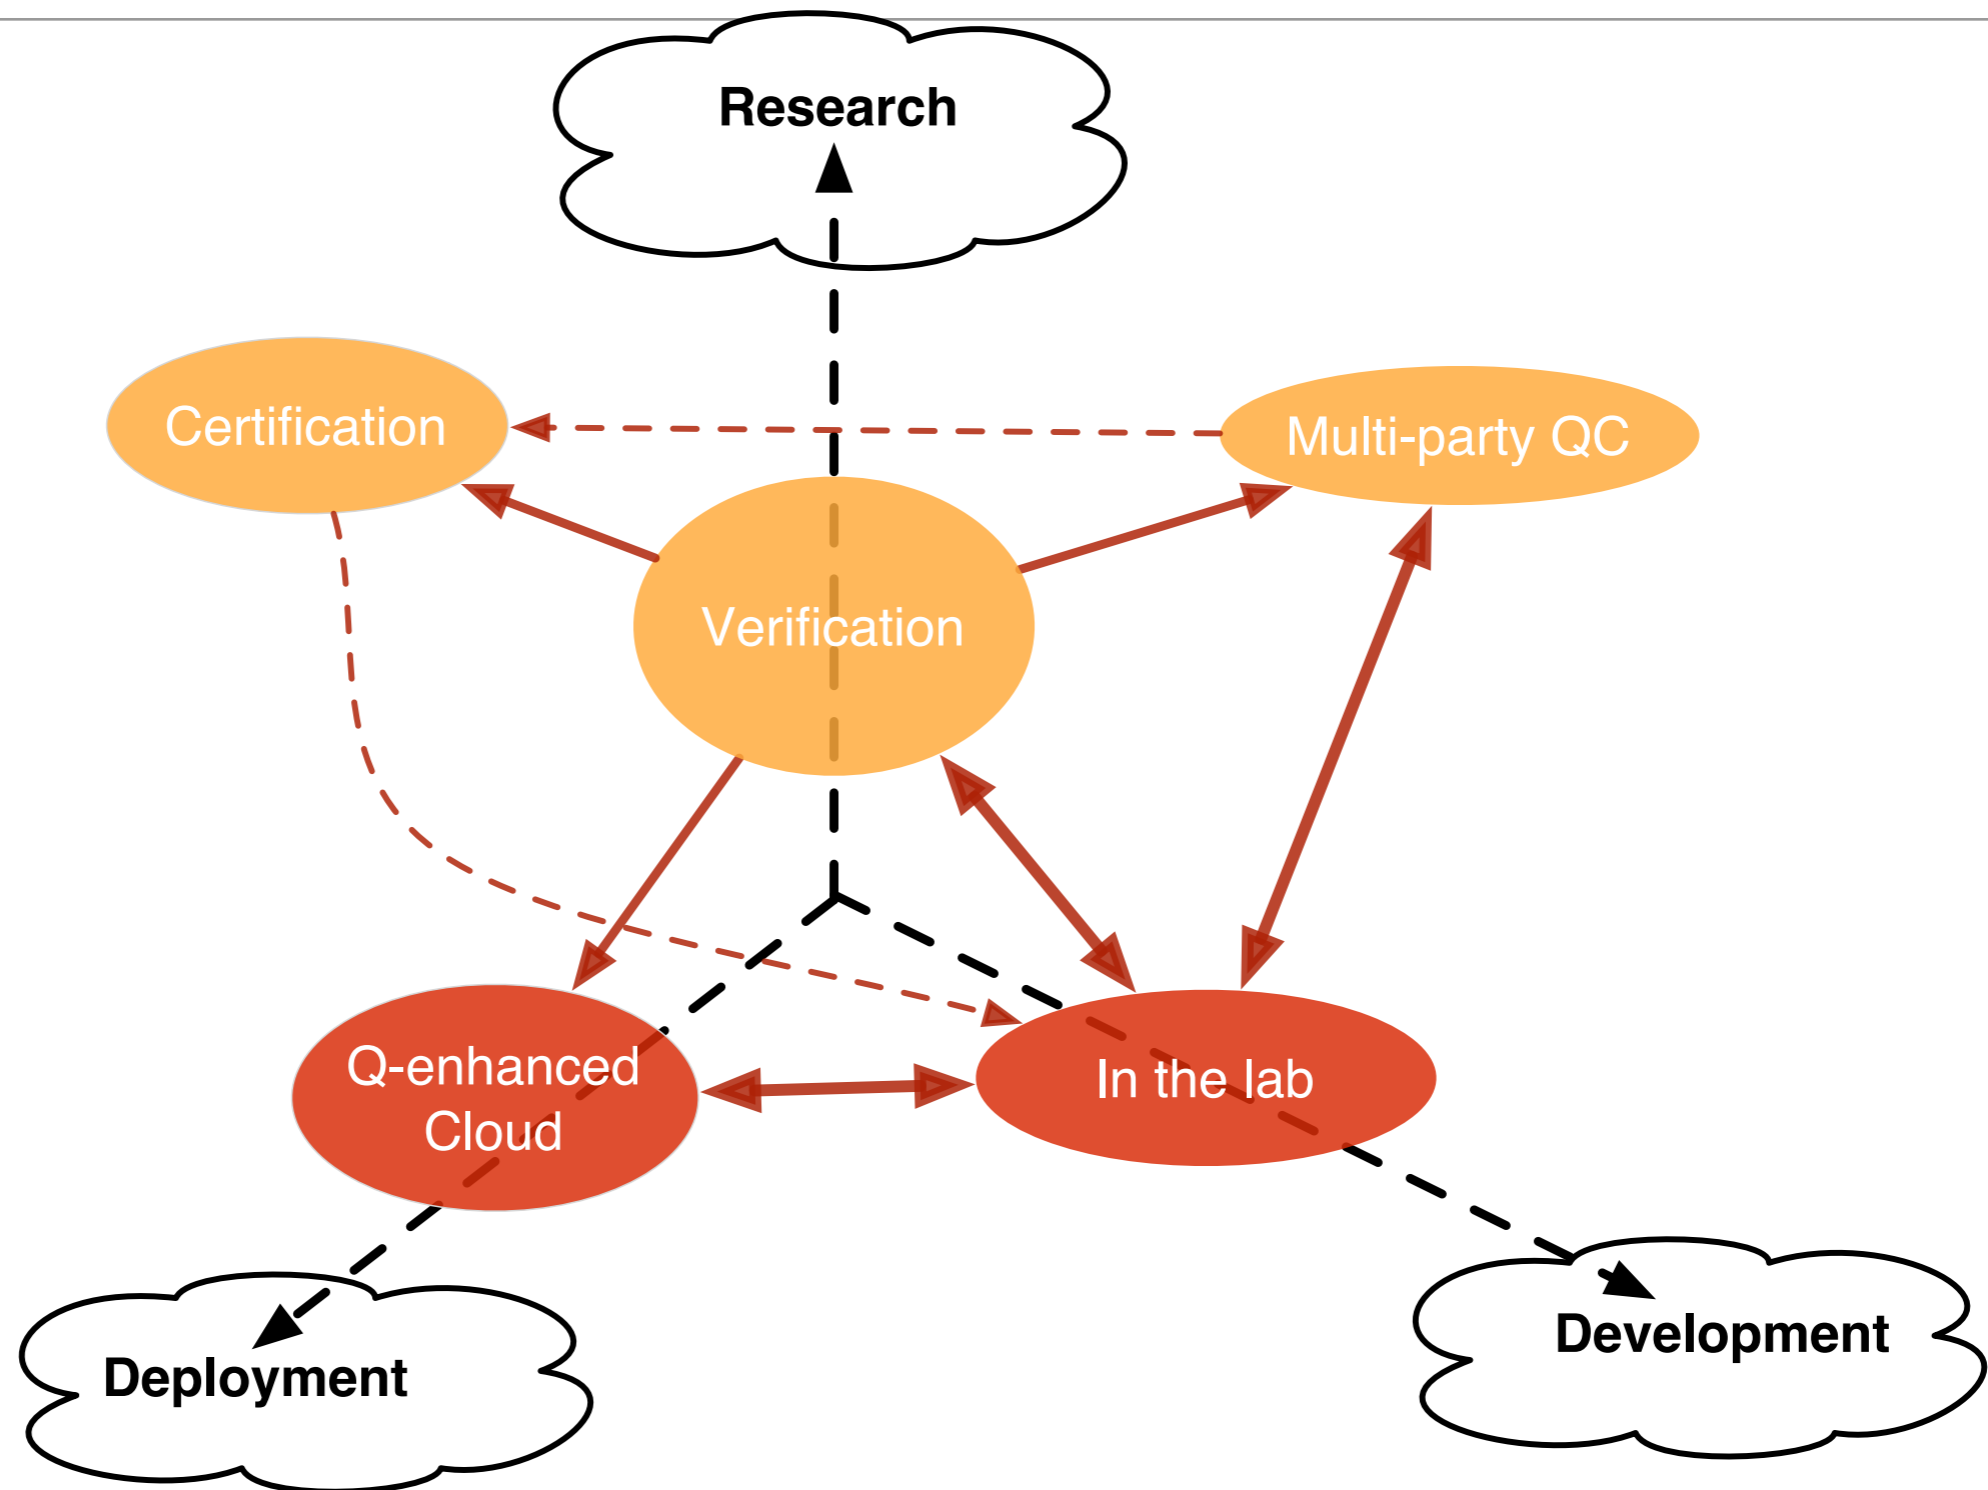 Research
Certification
Multi-party QC
Verification
Q-enhanced
Cloud
In the lab
Development
Deployment